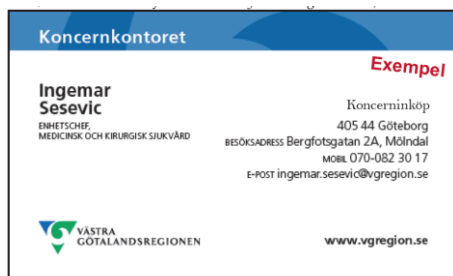 Koncernkontoret
Exempel
Ingemar
Sesevic
ENHETSCHEF,
MEDICINSK OCH KIRURGISK SJUKVÅRD
Koncerninköp
405 44 Göteborg
BESÖKSADRESS Bergfotsgatan 2A, Mölndal
MOBIL 070-082 30 17
E-POST ingemar.sesevic@vgregion.se
VÄSTRA
GÖTALANDSREGIONEN
www.vgregion.se